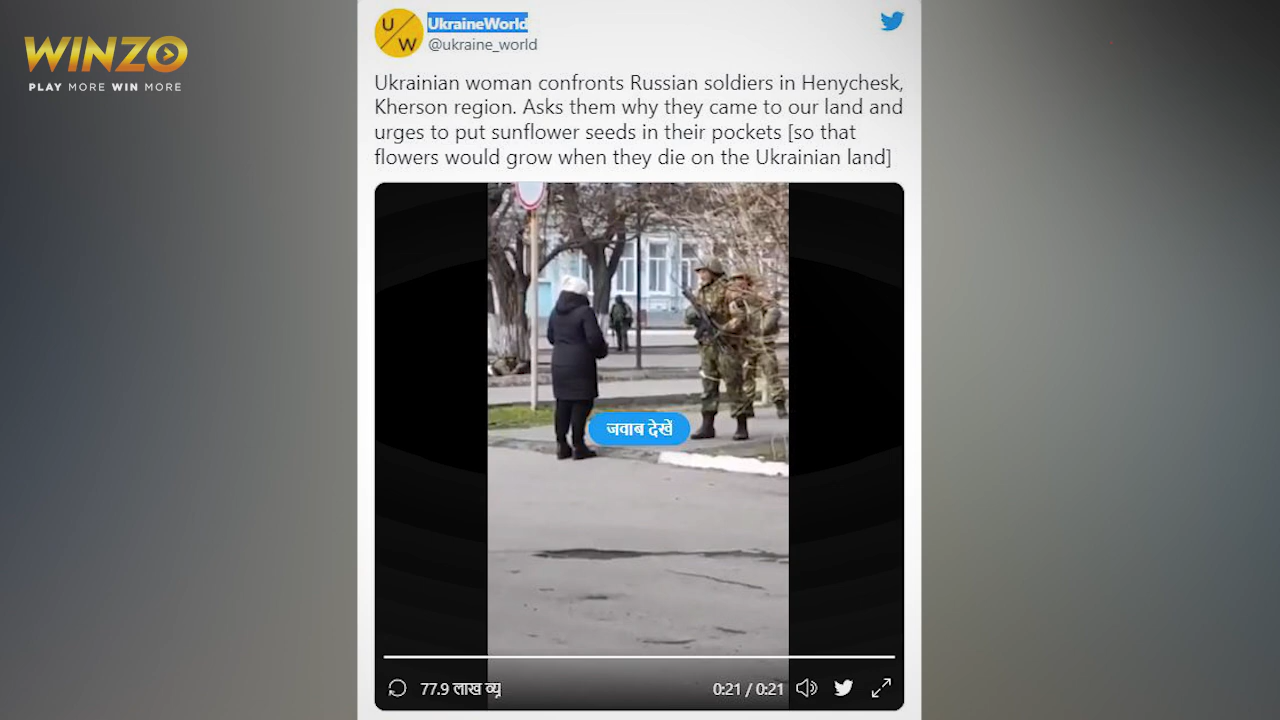 WINZO
PLAY MORE WIN MORE
U
W
UkraineWorld
@ukraine_world
Ukrainian woman confronts Russian soldiers in Henychesk,
Kherson region. Asks them why they came to our land and
urges to put sunflower seeds in their pockets [so that
flowers would grow when they die on the Ukrainian land]
जवाब देखें
77.9 लाख व्यू
0:21 / 0:21